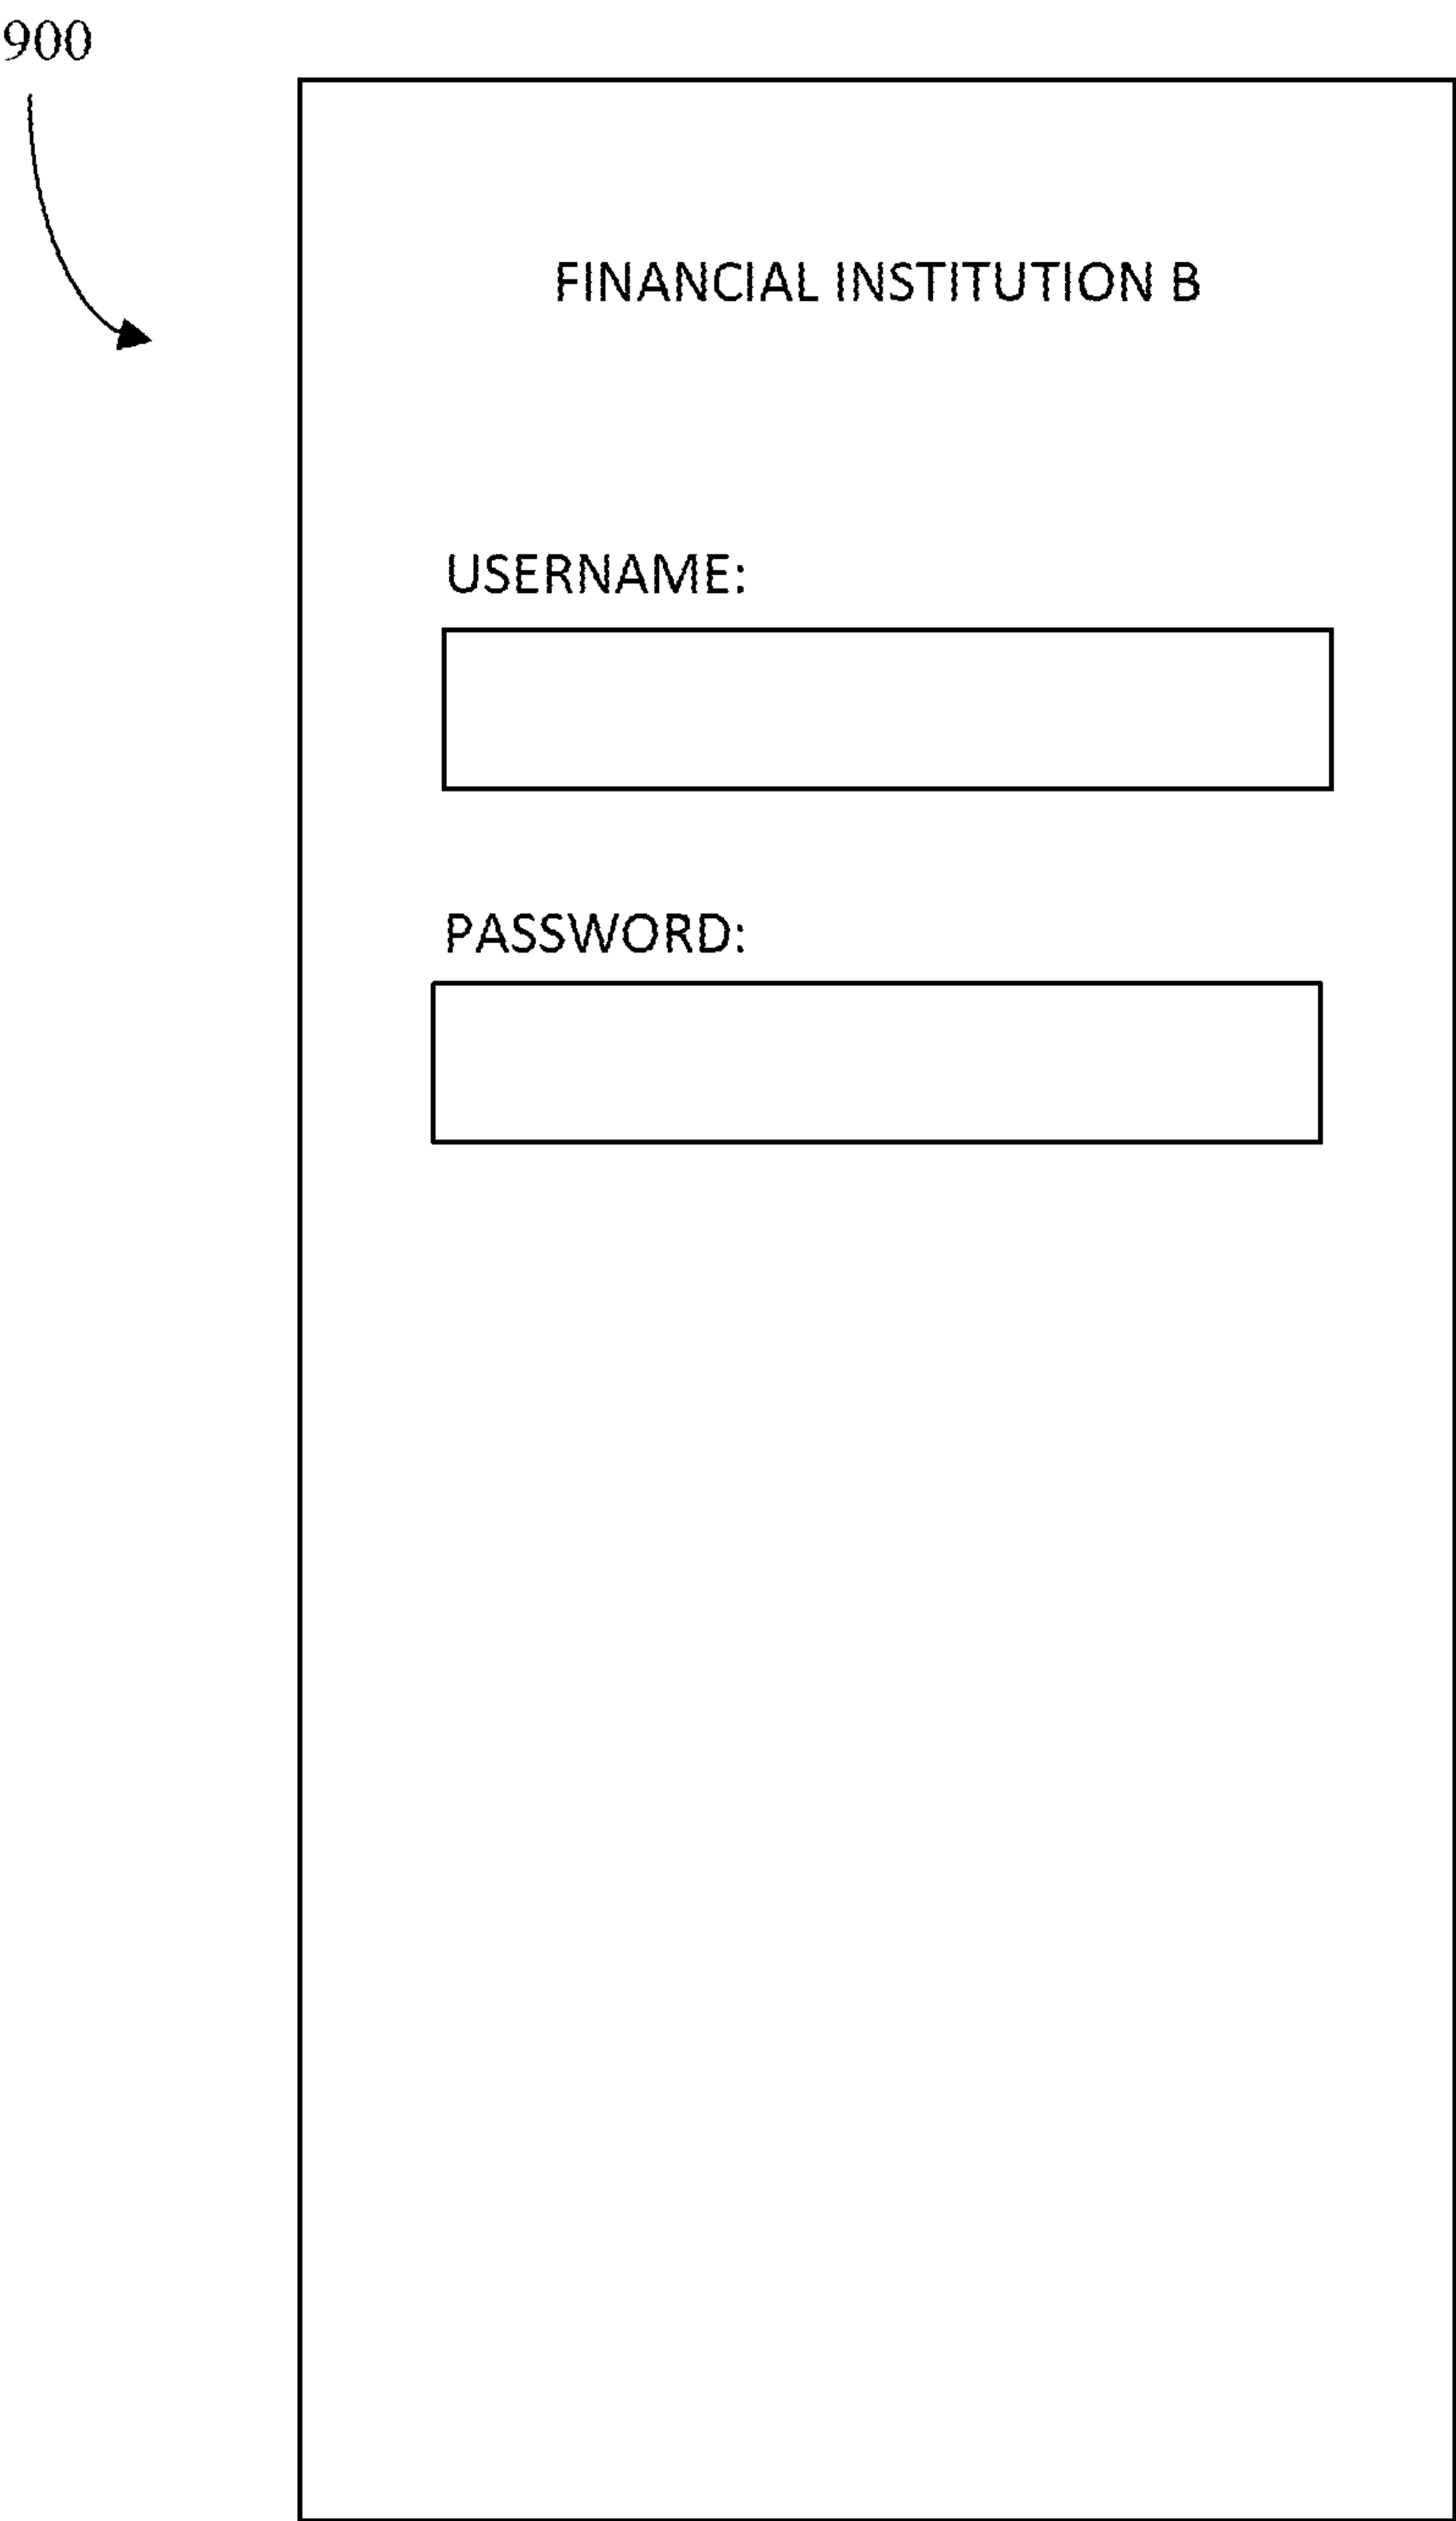 900
FINANCIAL INSTITUTION B
USERNAME:
PASSWORD: